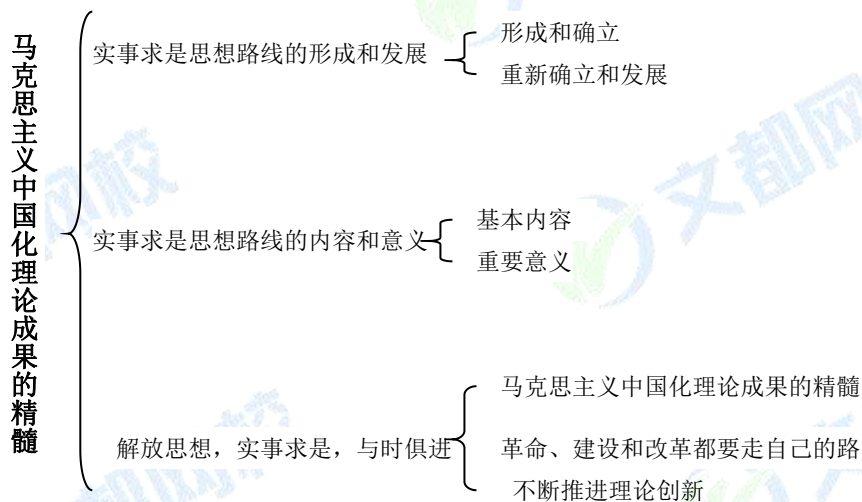 马克思主义中国化理论成果的精髓
实事求是思想路线的形成和发展
形成和确立
重新确立和发展
实事求是思想路线的内容和意义
基本内容
重要意义
解放思想，实事求是，与时俱进
马克思主义中国化理论成果的精髓
革命、建设和改革都要走自己的路
不断推进理论创新
文都网
网校